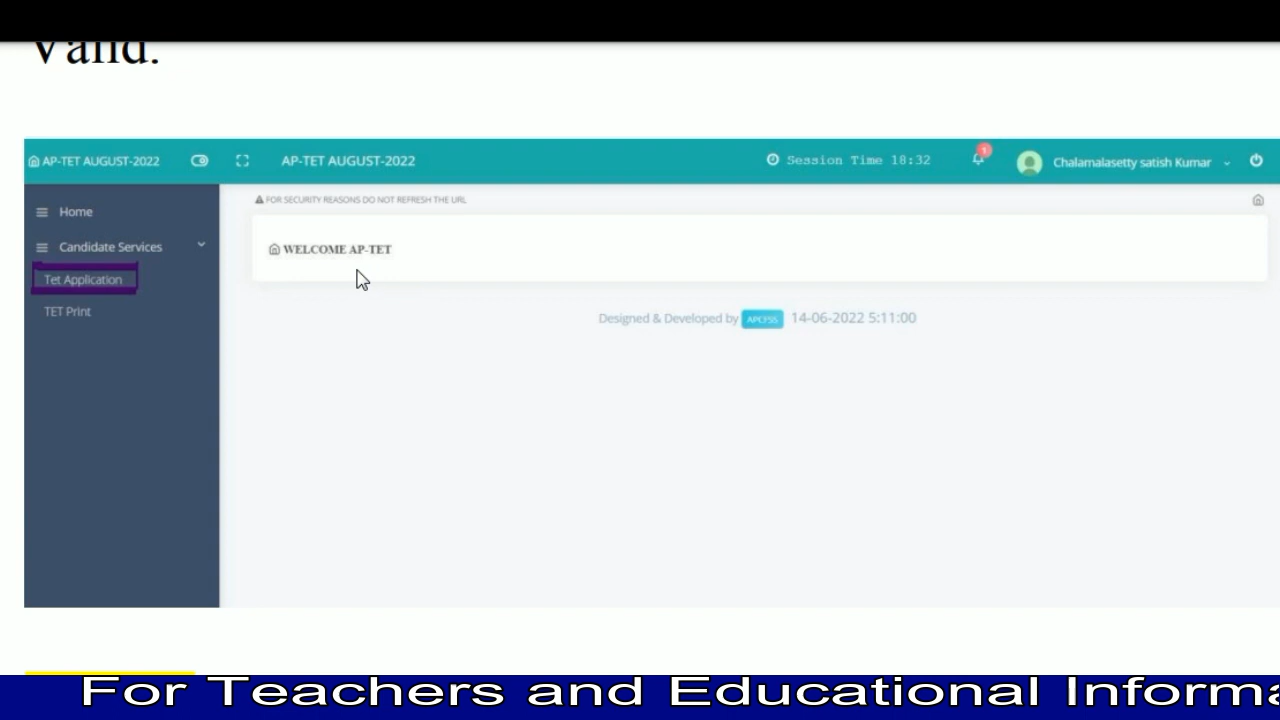 Valid.
AP-TET AUGUST-2022
AP-TET AUGUST-2022
Session Time 18:32
1
Chalamalasetty satish Kumar
FOR SECURITY REASONS DO NOT REFRESH THE URL
Home
Candidate Services
Tet Application
TET Print
WELCOME AP-TET
Designed & Developed by APCFSS 14-06-2022 5:11:00
For Teachers and Educational Informa